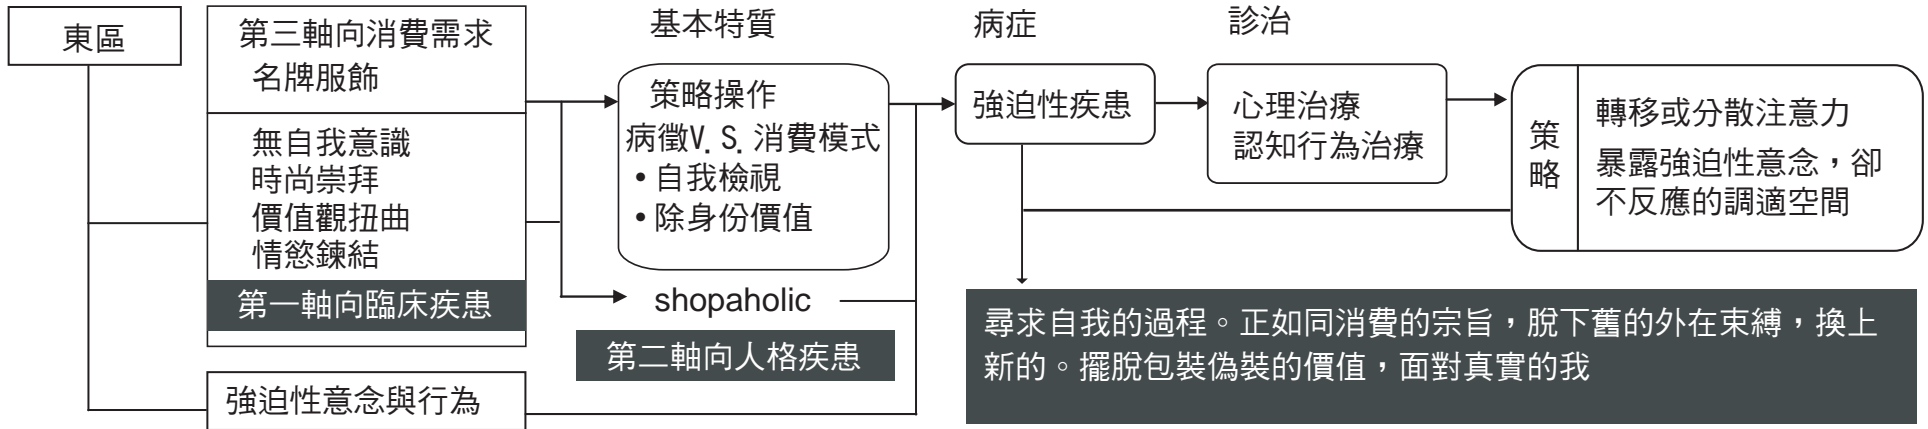 東區
第三軸向消費需求
名牌服飾
無自我意識
時尚崇拜
價值觀扭曲
情慾鍊結
第一軸向臨床疾患
強迫性意念與行為
基本特質
策略操作
病徵V.S.消費模式
•自我檢視
•除身份價值
shopaholic
第二軸向人格疾患
病症
強迫性疾患
診治
心理治療
認知行為治療
策略
轉移或分散注意力
暴露強迫性意念，卻
不反應的調適空間
尋求自我的過程。正如同消費的宗旨，脫下舊的外在束縛，換上
新的。擺脫包裝偽裝的價值，面對真實的我